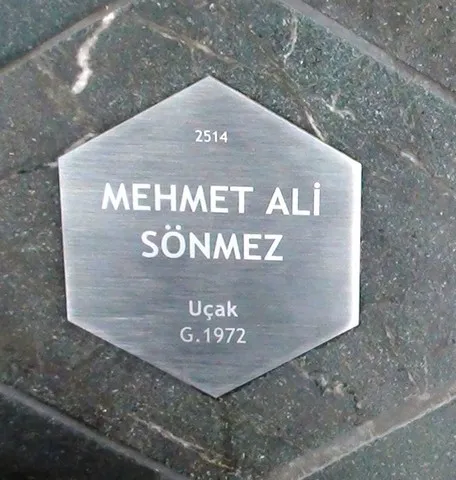 2514
MEHMET ALİ
SÖNMEZ
Uçak
G.1972